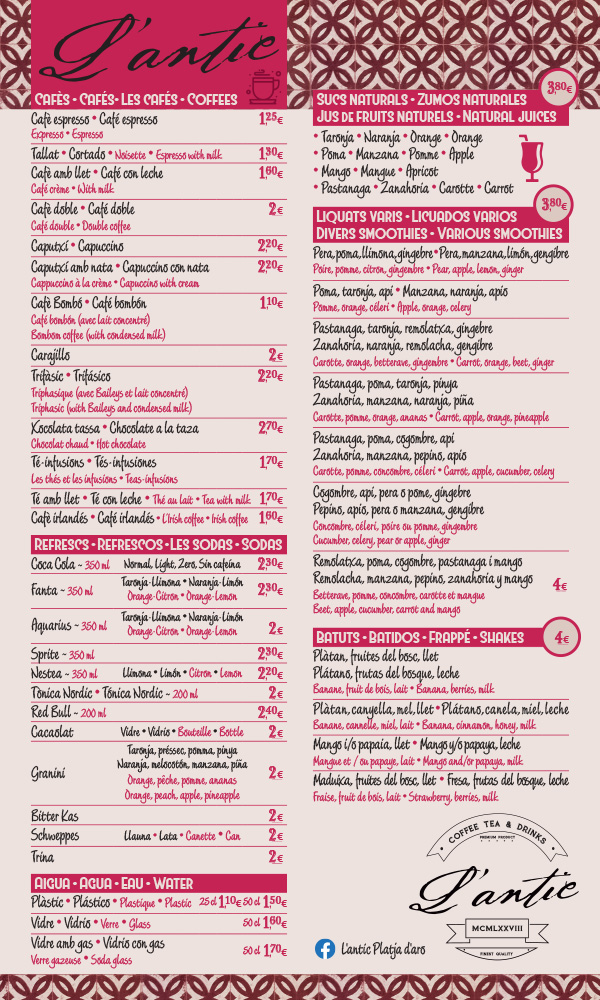 L'antic
CAFÈS • CAFÉS • LES CAFÉS • COFFEES
Cafè espresso • Café espresso 1,25€
Expresso • Espresso
Tallat • Cortado • Noisette • Espresso with milk 1,30€
Cafè amb llet • Café con leche 1,60€
Café crème • With milk
Cafè doble • Café doble 2€
Café double • Double coffee
Caputxí • Capuccino 2,20€
Caputxí amb nata • Capuccino con nata 2,20€
Cappuccino à la crème • Capuccino with cream
Cafè Bombó • Café bombón 1,10€
Café bombón (avec lait concentré)
Bombom coffee (with condensed milk)
Carajillo 2€
Trifàsic • Trifásico 2,20€
Triphasique (avec Baileys et lait concentré)
Triphasic (with Baileys and condensed milk)
Xocolata tassa • Chocolate a la taza 2,70€
Chocolat chaud • Hot chocolate
Té-infusions • Tés-infusiones 1,70€
Les thés et les infusions • Teas-infusions
Té amb llet • Té con leche • Thé au lait • Tea with milk 1,70€
Cafè irlandés • Café irlandés • L'Irish coffee • Irish coffee 1,60€
REFRESCS • REFRESCOS • LES SODAS • SODAS
Coca Cola ~ 350 ml Normal, Light, Zero, Sin cafeína 2,30€
Fanta ~ 350 ml Taronja-Llimona • Naranja-Limón 2,30€
Orange-Citron • Orange-Lemon
Aquarius ~ 350 ml Taronja-Llimona • Naranja-Limón 2€
Orange-Citron • Orange-Lemon
Sprite ~ 350 ml 2,30€
Nestea ~ 350 ml Llimona • Limón • Citron • Lemon 2,20€
Tònica Nordic • Tónica Nordic ~ 200 ml 2€
Red Bull ~ 200 ml 2,40€
Cacaolat Vidre • Vidrio • Bouteille • Bottle 2€
Granini Taronja, préssec, pomma, pinya 2€
Naranja, melocotón, manzana, piña
Orange, pêche, pomme, ananas
Orange, peach, apple, pineapple
Bitter Kas 2€
Schweppes Llauna • Lata • Canette • Can 2€
Trina 2€
AIGUA • AGUA • EAU • WATER
Plàstic • Plástico • Plastique • Plastic 25 cl 1,10€ 50 cl 1,50€
Vidre • Vidrio • Verre • Glass 50 cl 1,60€
Vidre amb gas • Vidrio con gas 50 cl 1,70€
Verre gazeuse • Soda glass
SUCS NATURALS • ZUMOS NATURALES 3,80€
JUS DE FRUITS NATURELS • NATURAL JUICES
• Taronja • Naranja • Orange • Orange
• Poma • Manzana • Pomme • Apple
• Mango • Mangue • Apricot
• Pastanaga • Zanahoria • Carotte • Carrot
LIQUATS VARIS • LICUADOS VARIOS 3,80€
DIVERS SMOOTHIES • VARIOUS SMOOTHIES
Pera, poma, llimona, gingebre • Pera, manzana, limón, gengibre
Poire, pomme, citron, gingembre • Pear, apple, lemon, ginger
Poma, taronja, api • Manzana, naranja, apio
Pomme, orange, céleri • Apple, orange, celery
Pastanaga, taronja, remolatxa, gingebre
Zanahoria, naranja, remolacha, gengibre
Carotte, orange, betterave, gingembre • Carrot, orange, beet, ginger
Pastanaga, poma, taronja, pinya
Zanahoria, manzana, naranja, piña
Carotte, pomme, orange, ananas • Carrot, apple, orange, pineapple
Pastanaga, poma, cogombre, api
Zanahoria, manzana, pepino, apio
Carotte, pomme, concombre, céleri • Carrot, apple, cucumber, celery
Cogombre, api, pera o pome, gingebre
Pepino, apio, pera o manzana, gengibre
Concombre, céleri, poire ou pomme, gingembre
Cucumber, celery, pear or apple, ginger
Remolatxa, poma, cogombre, pastanaga i mango
Remolacha, manzana, pepino, zanahoria y mango 4€
Betterave, pomme, concombre, carotte et mangue
Beet, apple, cucumber, carrot and mango
BATUTS • BATIDOS • FRAPPÉ • SHAKES 4€
Plàtan, fruites del bosc, llet
Plátano, frutas del bosque, leche
Banane, fruit de bois, lait • Banana, berries, milk
Plàtan, canyella, mel, llet • Plátano, canela, miel, leche
Banane, cannelle, miel, lait • Banana, cinnamon, honey, milk
Mango i/o papaia, llet • Mango y/o papaya, leche
Mangue et / ou papaye, lait • Mango and/or papaya, milk
Maduixa, fruites del bosc, llet • Fresa, frutas del bosque, leche
Fraise, fruit de bois, lait • Strawberry, berries, milk
• COFFEE TEA & DRINKS •
PREMIUM PRODUCT
L'antic
MCMLXXVIII
FINEST QUALITY
L'antic Platja d'aro